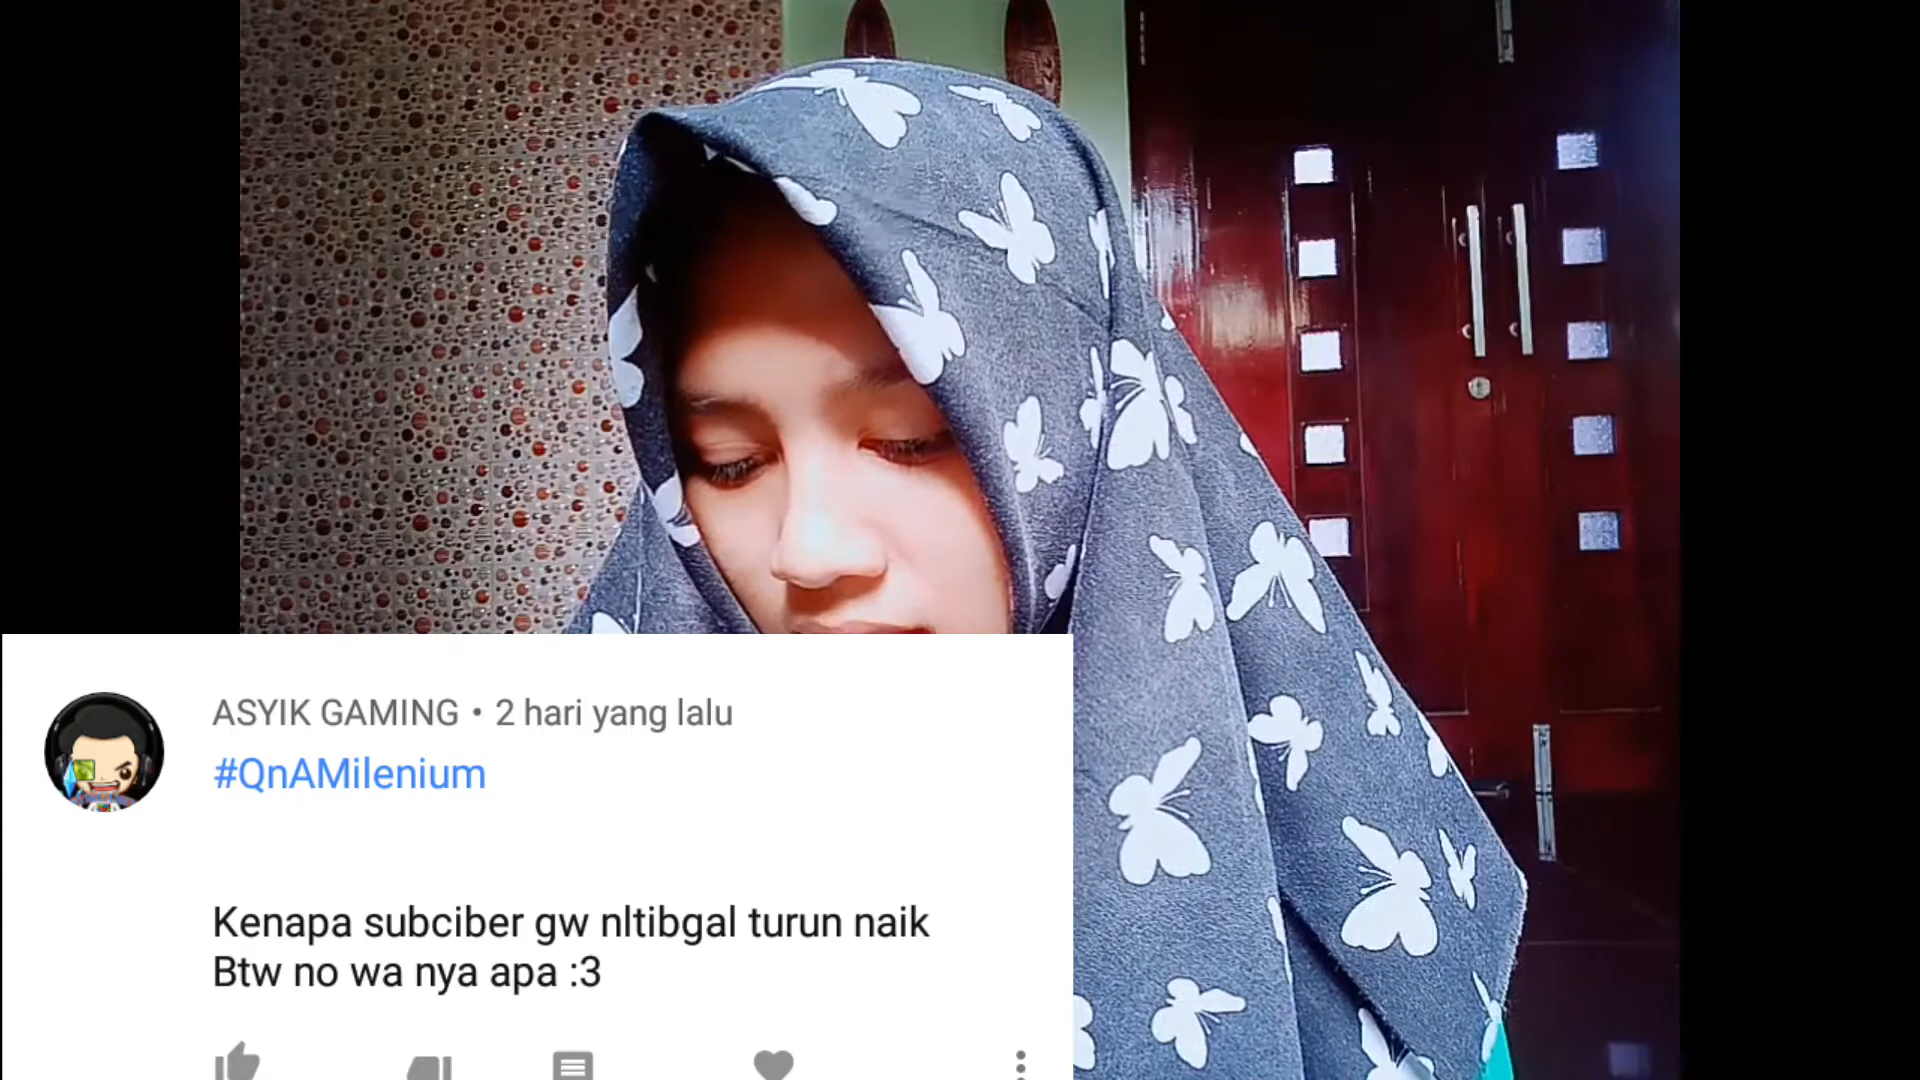 ASYIK GAMING • 2 hari yang lalu
#QnAMilenium
Kenapa subciber gw nltibgal turun naik
Btw no wa nya apa :3